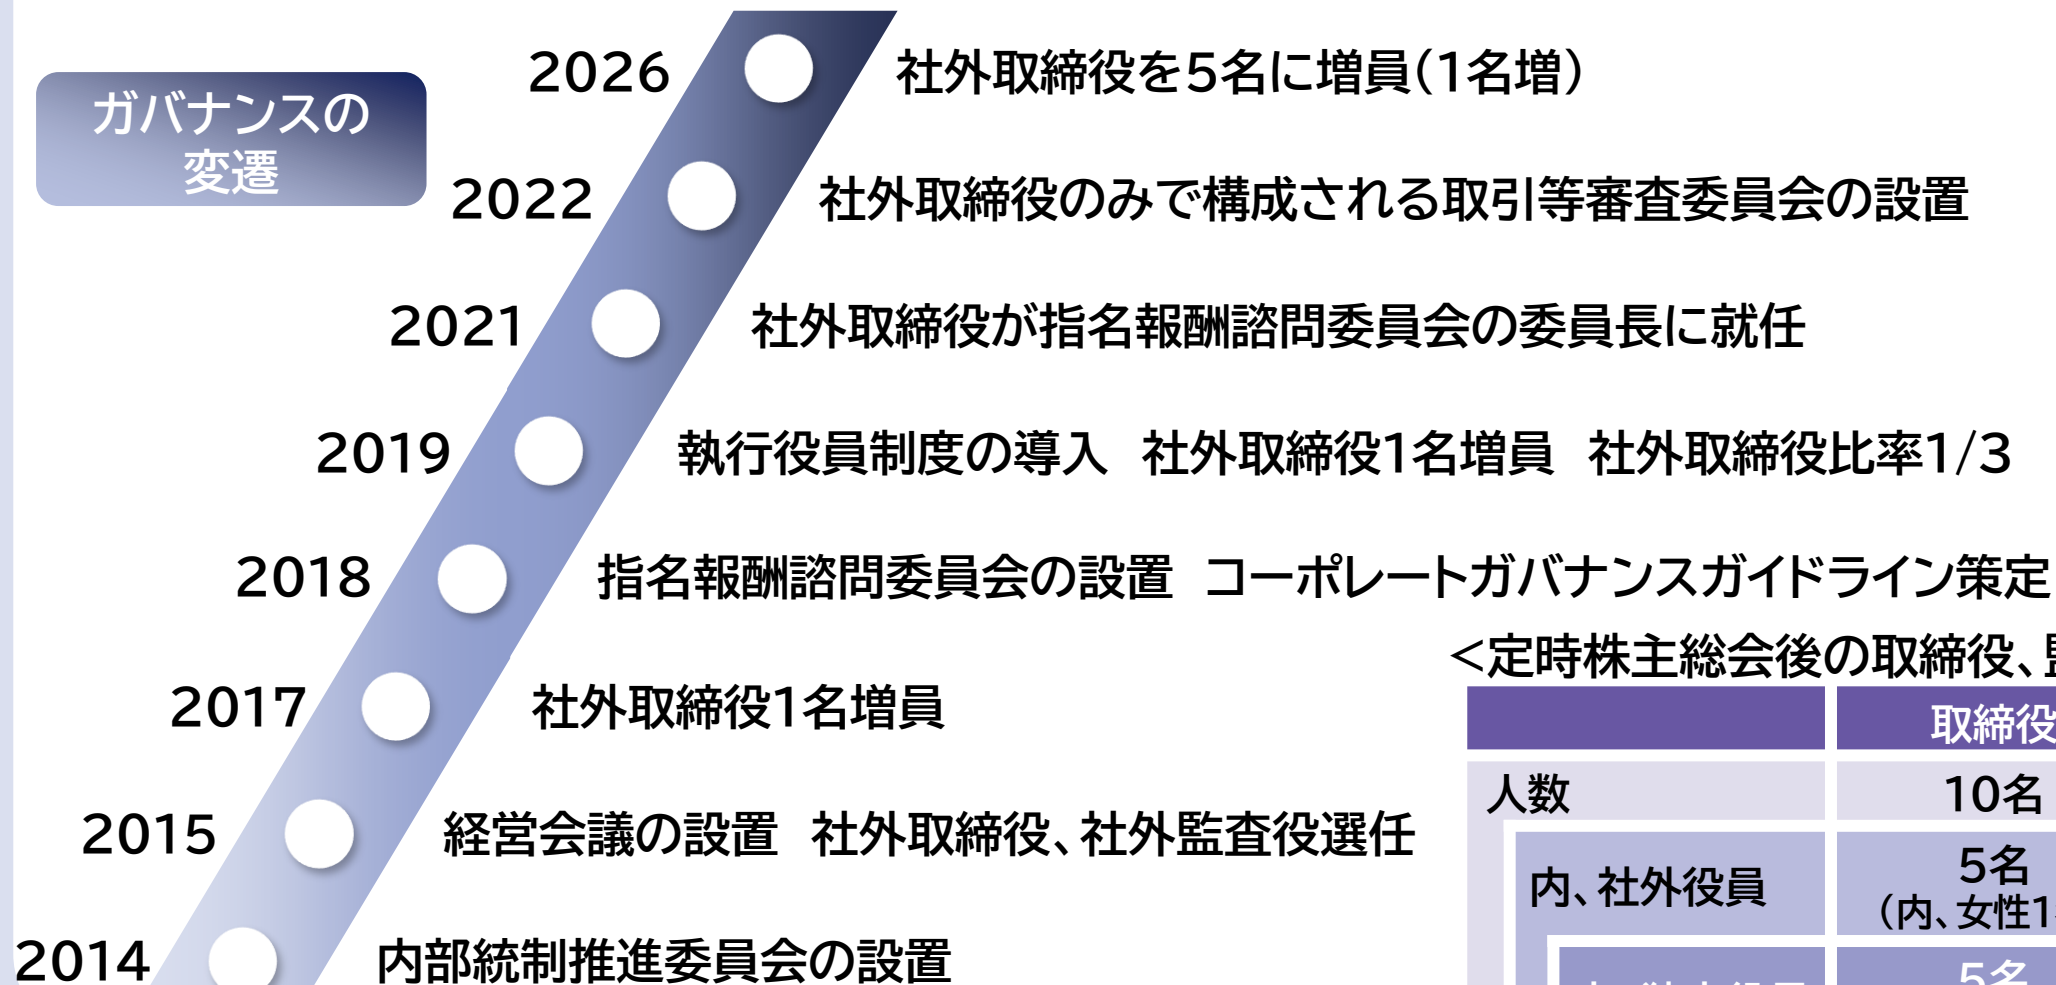 ガバナンスの
変遷
2026 社外取締役を5名に増員(1名増)
2022 社外取締役のみで構成される取引等審査委員会の設置
2021 社外取締役が指名報酬諮問委員会の委員長に就任
2019 執行役員制度の導入 社外取締役1名増員 社外取締役比率1/3
2018 指名報酬諮問委員会の設置 コーポレートガバナンスガイドライン策定
2017 社外取締役1名増員
2015 経営会議の設置 社外取締役、社外監査役選任
2014 内部統制推進委員会の設置
<定時株主総会後の取締役、
取締役
人数 10名
内、社外役員 5名
(内、女性1
5名